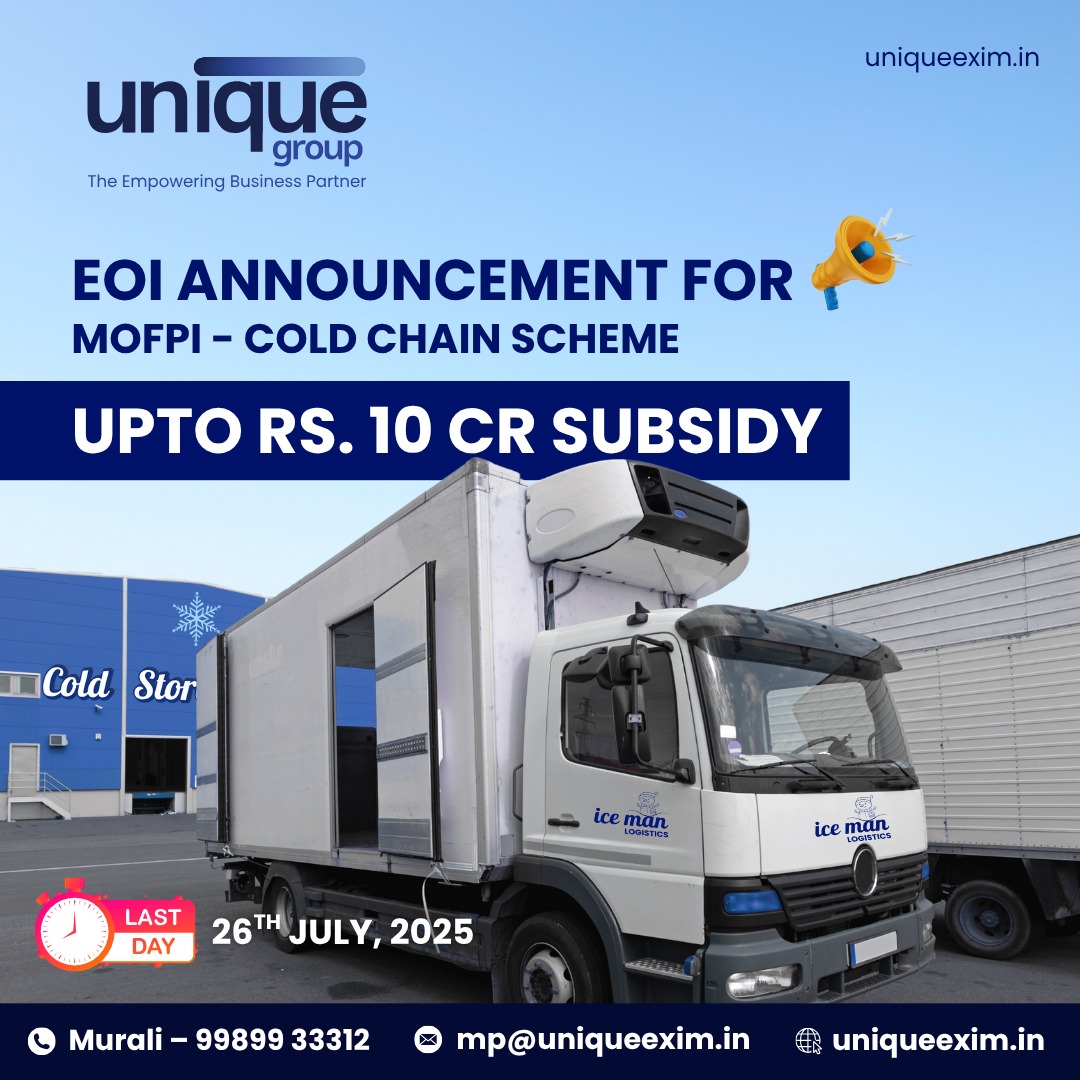 uniqueexim.in
unique
group
The Empowering Business Partner
EOI ANNOUNCEMENT FOR
MOFPI - COLD CHAIN SCHEME
UPTO RS. 10 CR SUBSIDY
Cold Stor
ice man
LOGISTICS
ice man
LOGISTICS
LAST
DAY
26TH JULY, 2025
Murali – 99899 33312
mp@uniqueexim.in
uniqueexim.in